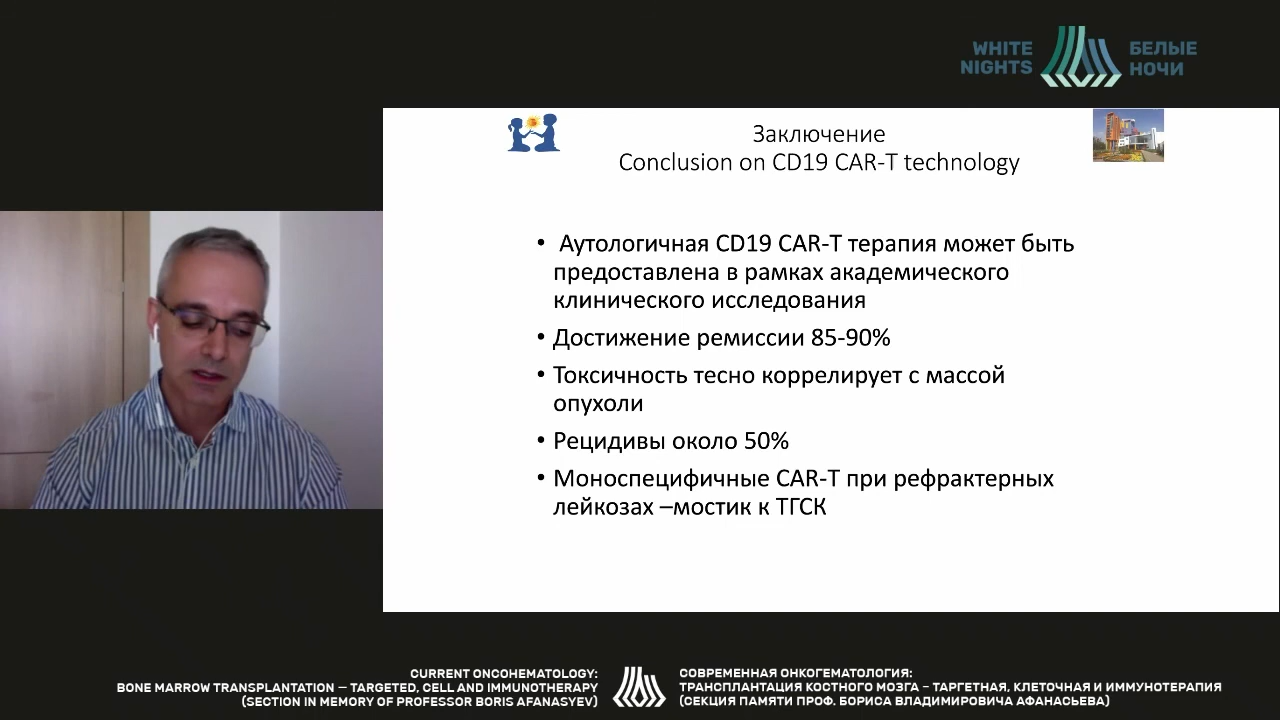 WHITE
NIGHTS
БЕЛЫЕ
НОЧИ
Заключение
Conclusion on CD19 CAR-T technology
• Аутологичная CD19 CAR-T терапия может быть
предоставлена в рамках академического
клинического исследования
• Достижение ремиссии 85-90%
• Токсичность тесно коррелирует с массой
опухоли
• Рецидивы около 50%
• Моноспецифичные CAR-T при рефрактерных
лейкозах –мостик к ТГСК
CURRENT ONCOHEMATOLOGY:
BONE MARROW TRANSPLANTATION – TARGETED, CELL AND IMMUNOTHERAPY
(SECTION IN MEMORY OF PROFESSOR BORIS AFANASYEV)
СОВРЕМЕННАЯ ОНКОГЕМАТОЛОГИЯ:
ТРАНСПЛАНТАЦИЯ КОСТНОГО МОЗГА – ТАРГЕТНАЯ, КЛЕТОЧНАЯ И ИММУНОТЕРАПИЯ
(СЕКЦИЯ ПАМЯТИ ПРОФ. БОРИСА ВЛАДИМИРОВИЧА АФАНАСЬЕВА)